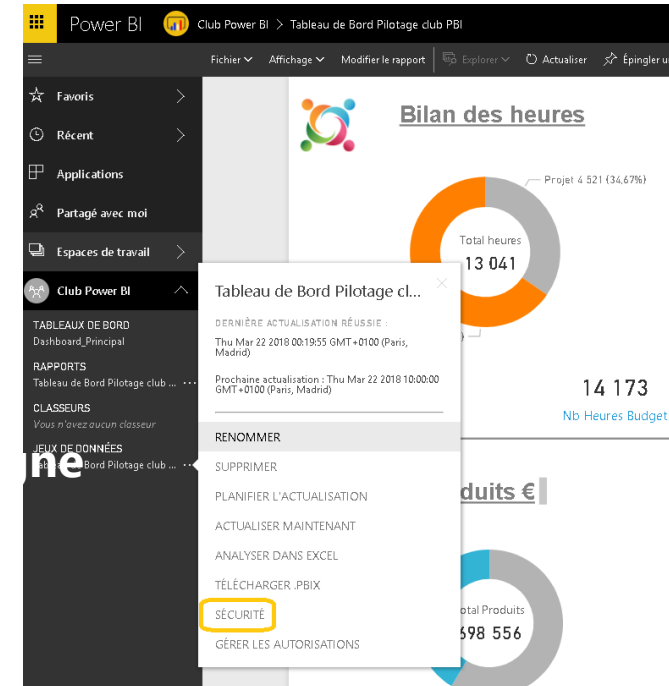 Power BI
Club Power BI > Tableau de Bord Pilotage club PBI
Fichier Affichage Modifier le rapport Explorer Actualiser Épingler
Favoris
Récent
Applications
Partagé avec moi
Espaces de travail
Club Power BI
TABLEAUX DE BORD
Dashboard_Principal
RAPPORTS
Tableau de Bord Pilotage club ... ...
CLASSEURS
Vous n'avez aucun classeur
JEUX DE DONNÉES
Tableau de Bord Pilotage club ... ...
gne
Tableau de Bord Pilotage cl...
DERNIÈRE ACTUALISATION RÉUSSIE :
Thu Mar 22 2018 00:19:55 GMT+0100 (Paris,
Madrid)
Prochaine actualisation : Thu Mar 22 2018 10:00:00
GMT+0100 (Paris, Madrid)
RENOMMER
SUPPRIMER
PLANIFIER L'ACTUALISATION
ACTUALISER MAINTENANT
ANALYSER DANS EXCEL
TÉLÉCHARGER .PBIX
SÉCURITÉ
GÉRER LES AUTORISATIONS
Bilan des heures
Projet 4 521 (34,67%)
Total heures
13 041
14 173
Nb Heures Budget
duits €
otal Produits
698 556